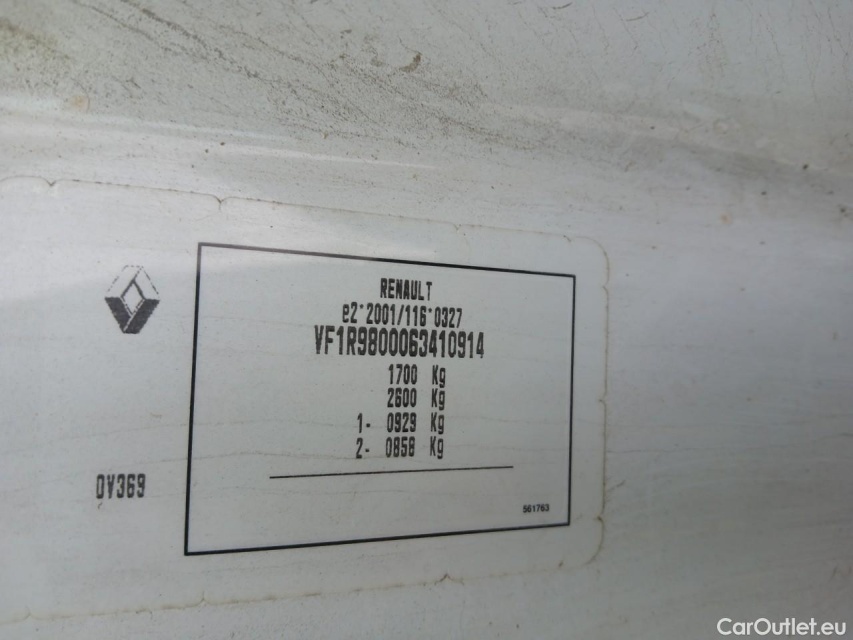 RENAULT
e2*2001/116*0327
VF1R9800063410914
1700 Kg
2600 Kg
1- 0929 Kg
2- 0858 Kg
DV369
561763
CarOutlet.eu